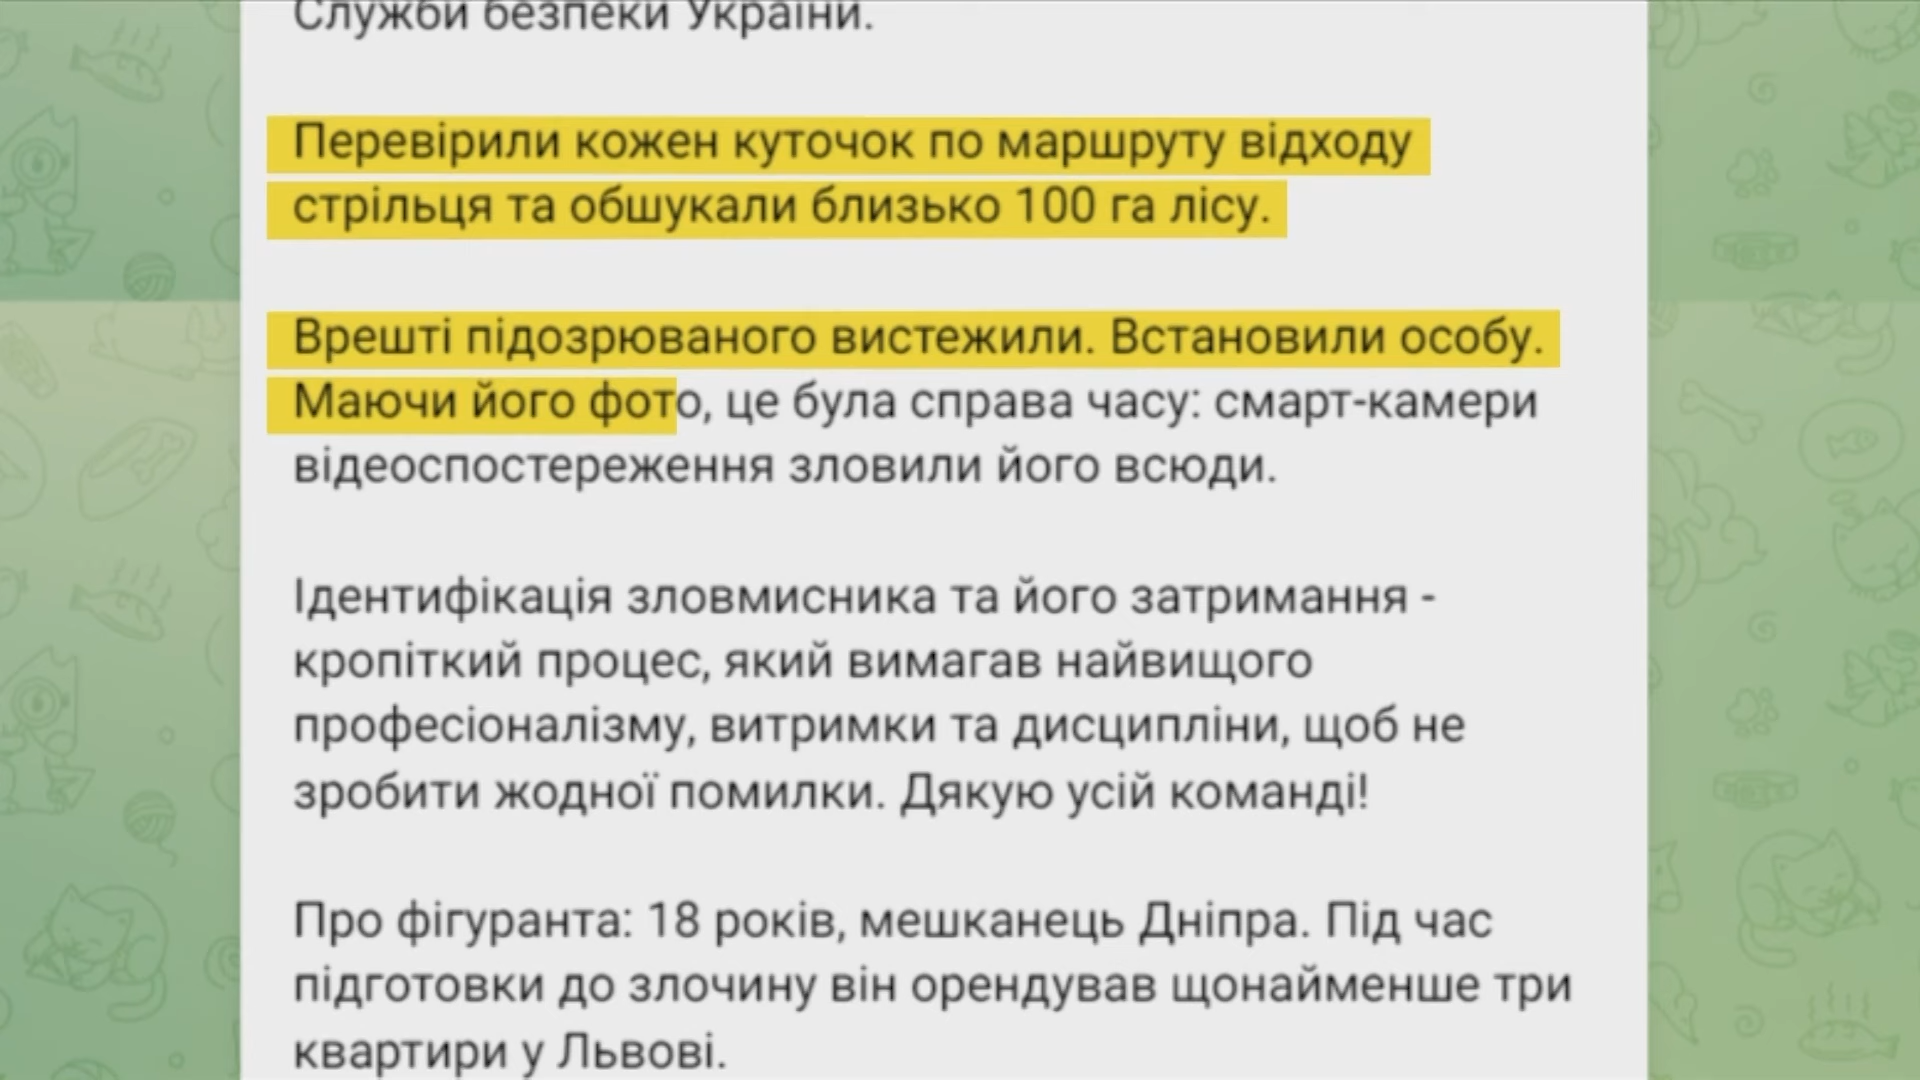 Служби безпеки України.
Перевірили кожен куточок по маршруту відходу
стрільця та обшукали близько 100 га лісу.
Врешті підозрюваного вистежили. Встановили особу.
Маючи його фото, це була справа часу: смарт-камери
відеоспостереження зловили його всюди.
Ідентифікація зловмисника та його затримання -
кропіткий процес, який вимагав найвищого
професіоналізму, витримки та дисципліни, щоб не
зробити жодної помилки. Дякую усій команді!
Про фігуранта: 18 років, мешканець Дніпра. Під час
підготовки до злочину він орендував щонайменше три
квартири у Львові.